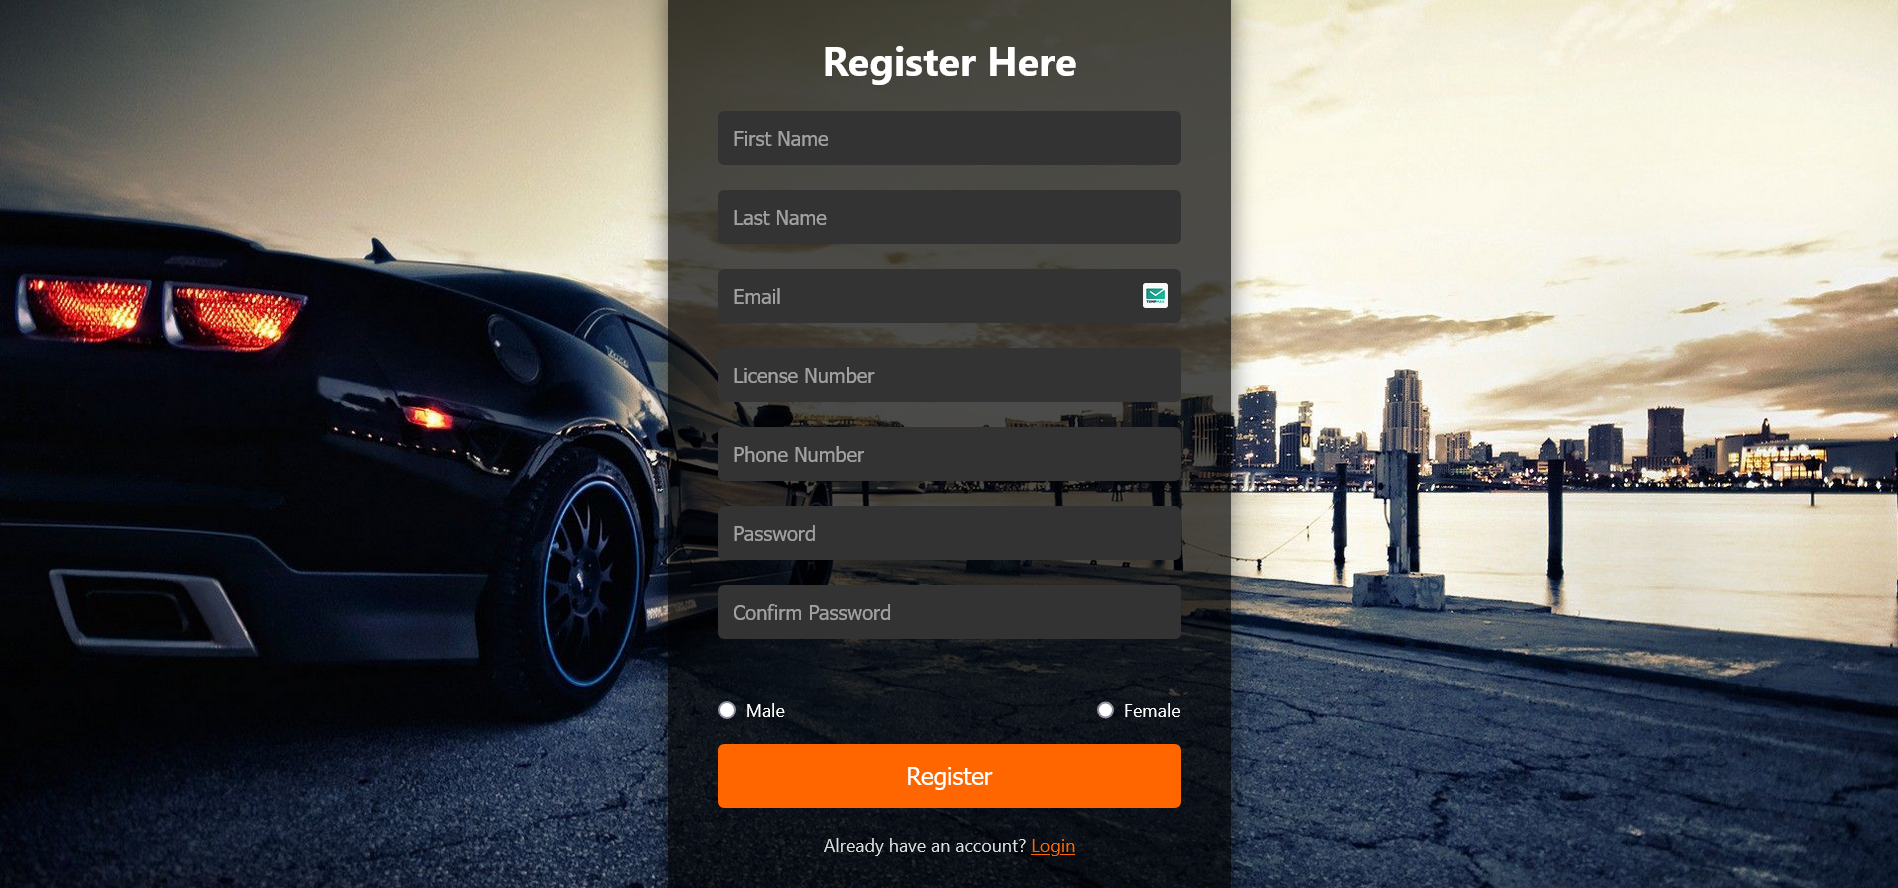 Register Here
First Name
Last Name
Email
License Number
Phone Number
Password
Confirm Password
Male
Female
Register
Already have an account? Login